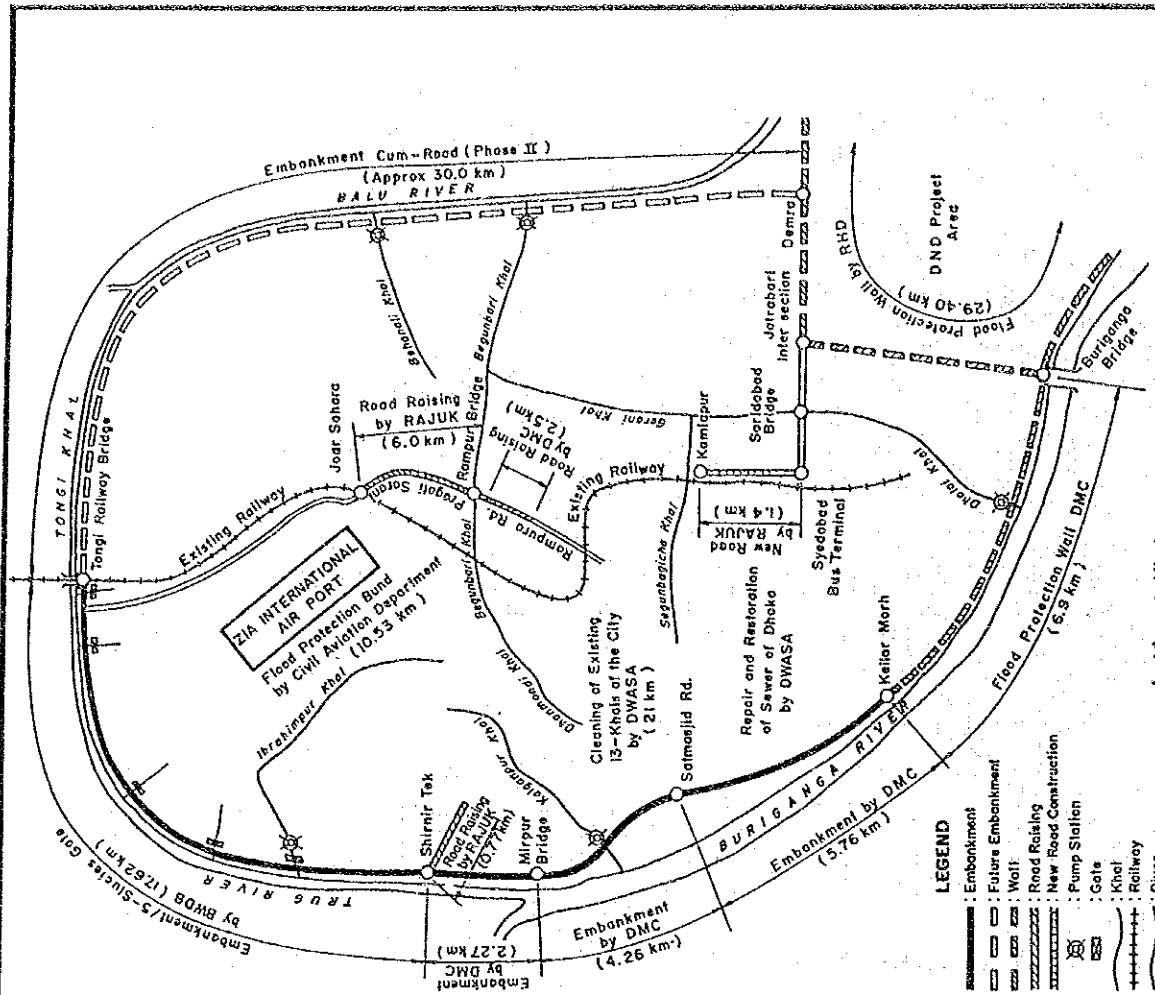 Embankment Cum-Road (Phase II)
(Approx 30.0 km)
BALU RIVER
TONGI KHAL
Tongi Railway Bridge
Existing Railway
Joar Sahara
ZIA INTERNATIONAL
AIR PORT
Flood Protection Bund
by Civil Aviation Department
(10.53 km)
Ibrahimpur Khal
Road Raising
by RAJUK
(6.0 km)
Pragati Sarani
Rampur Bridge
Begunbari Khal
Begunbari Khal
Road Raising
by DMC
(2.5km)
Rampura Rd.
Gerani Khal
Existing Railway
Segunbagicha Khal
Kamlapur
New Road
by RAJUK
(1.4 km)
Saridabad
Bridge
Jatrabari
Inter section
Demra
Syedabad
Bus Terminal
Dholai Khal
DND Project
Area
Flood Protection Wall by RHD
(29.40 km)
Buriganga
Bridge
Flood Protection Wall DMC
(6.9 km)
Dhanmondi Khal
Cleaning of Existing
13-Khals of the City
by DWASA
(21 km)
Repair and Restoration
of Sewer of Dhaka
by DWASA
Kalyanpur Khal
Satmasjid Rd.
Kellar Morh
BURIGANGA RIVER
Embankment by DMC
(5.76 km)
Embankment
by DMC
(4.26 km)
Embankment
by DMC
(2.27 km)
Shirnir Tek
Road Raising
by RAJUK
(0.77km)
Mirpur
Bridge
TRUG RIVER
Embankment/5-Sluices Gate
by BWDB (17.62 km)
LEGEND
: Embankment
: Future Embankment
: Wall
: Road Raising
: New Road Construction
: Pump Station
: Gate
: Khal
: Railway
: River